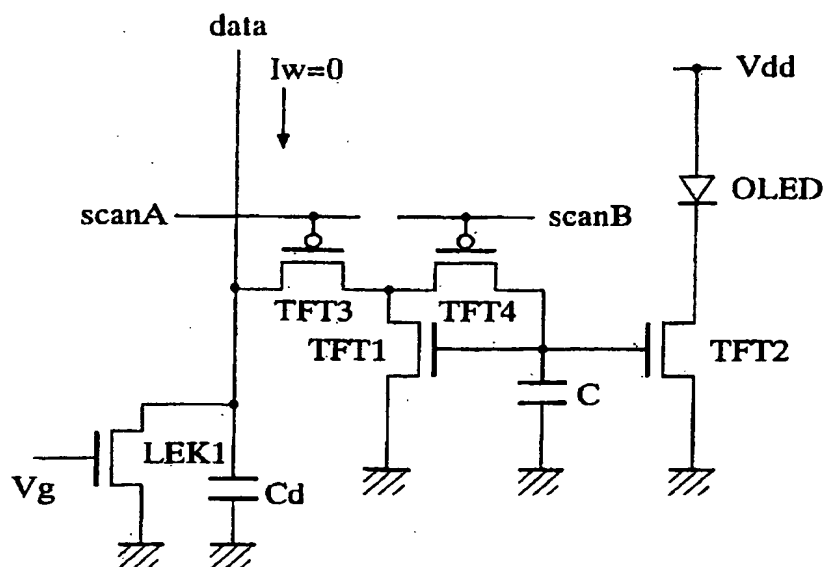 data
Iw=0
Vdd
OLED
scanA
scanB
TFT3
TFT4
TFT1
TFT2
C
LEK1
Vg
Cd